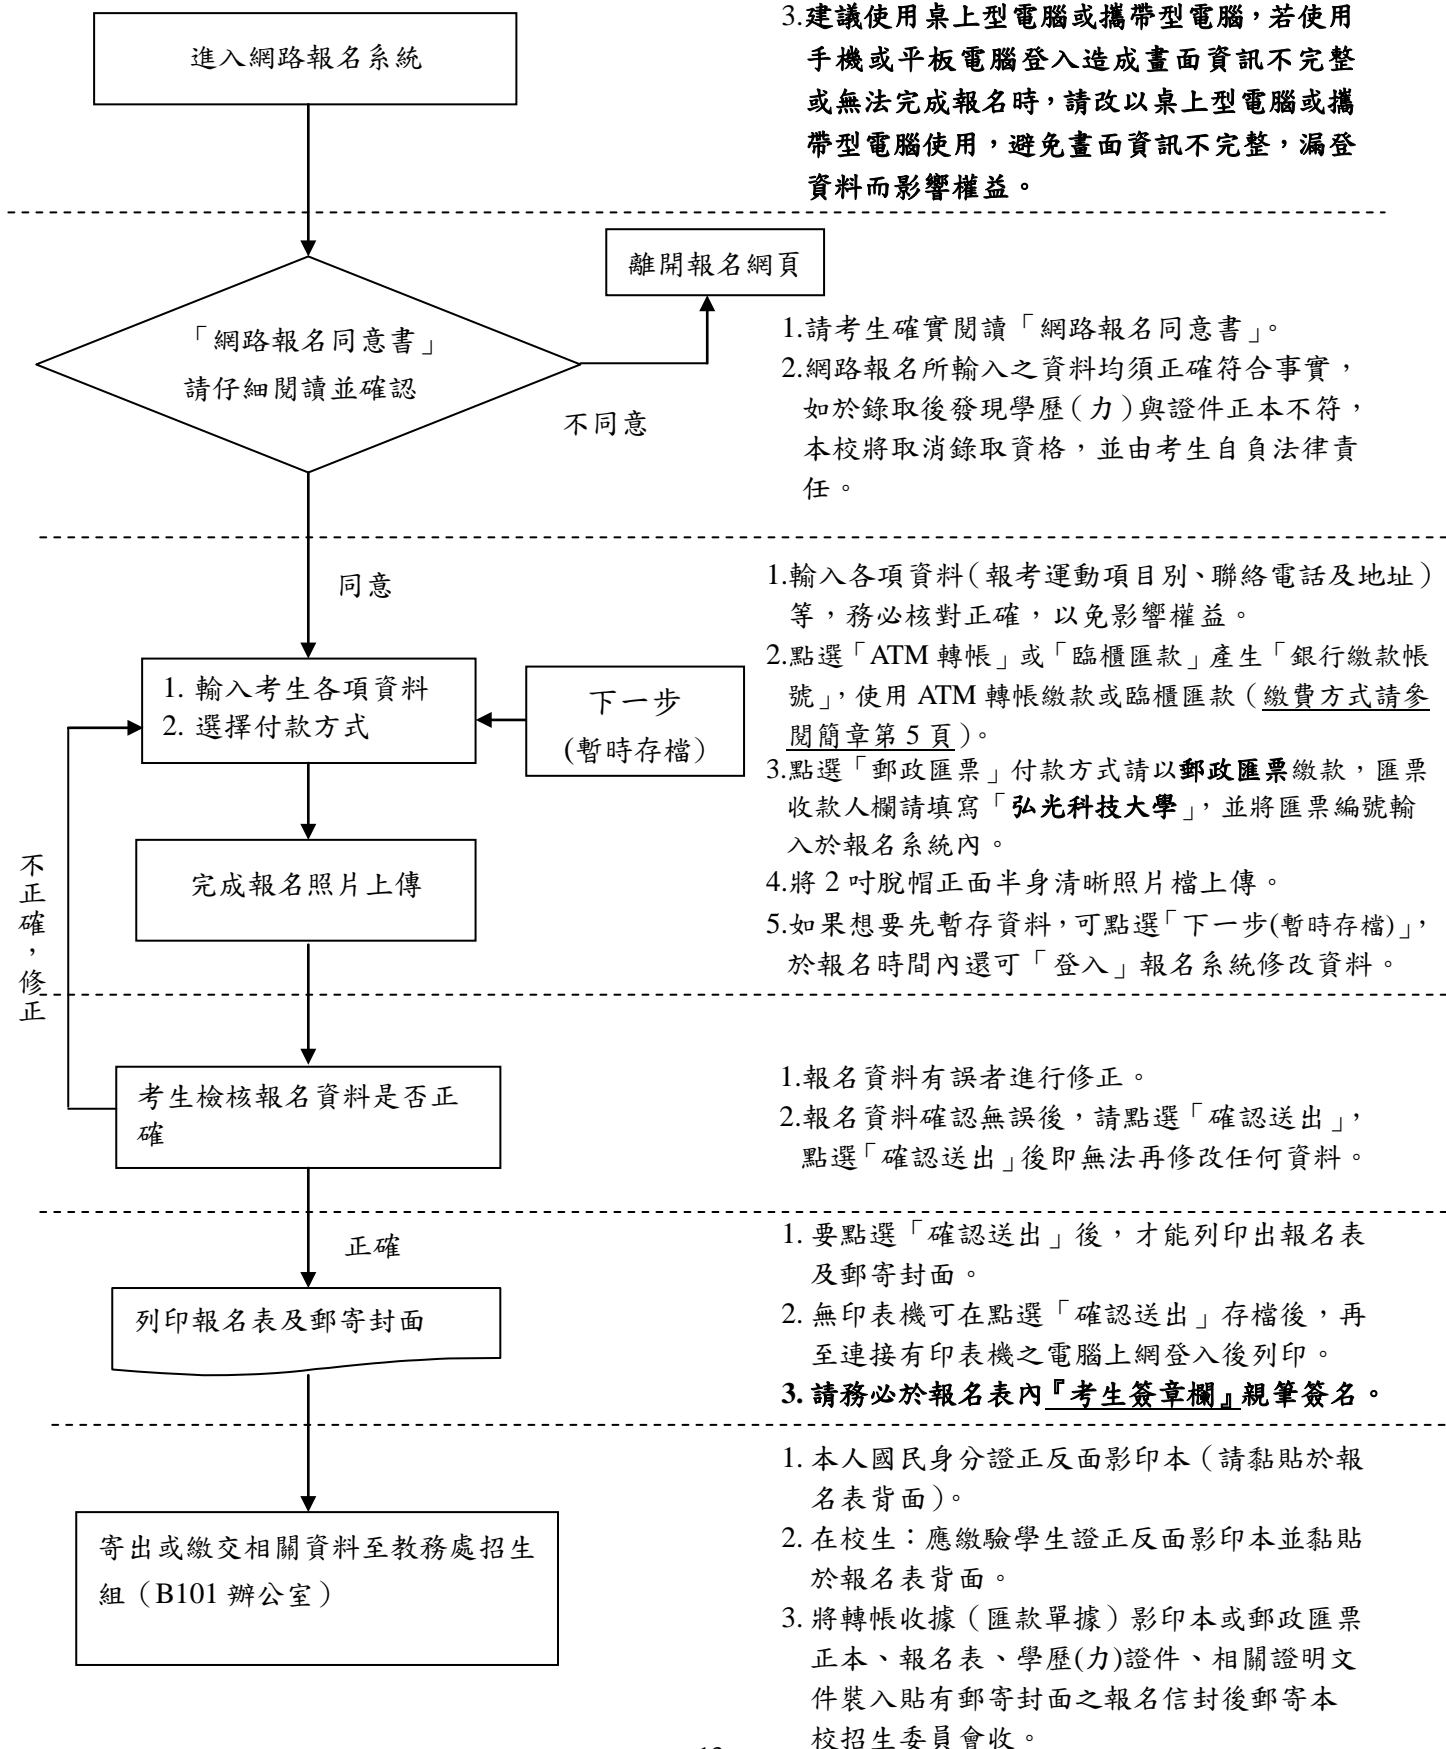 進入網路報名系統
3.建議使用桌上型電腦或攜帶型電腦，若使用
手機或平板電腦登入造成畫面資訊不完整
或無法完成報名時，請改以桌上型電腦或攜
帶型電腦使用，避免畫面資訊不完整，漏登
資料而影響權益。
離開報名網頁
「網路報名同意書」
請仔細閱讀並確認
不同意
1.請考生確實閱讀「網路報名同意書」。
2.網路報名所輸入之資料均須正確符合事實，
如於錄取後發現學歷（力）與證件正本不符，
本校將取消錄取資格，並由考生自負法律責
任。
同意
1. 輸入考生各項資料
2. 選擇付款方式
下一步
(暫時存檔）
1.輸入各項資料（報考運動項目別、聯絡電話及地址）
等，務必核對正確，以免影響權益。
2.點選「ATM 轉帳」或「臨櫃匯款」產生「銀行繳款帳
號」，使用 ATM 轉帳繳款或臨櫃匯款（繳費方式請參
閱簡章第 5 頁）。
3.點選「郵政匯票」付款方式請以郵政匯票繳款，匯票
收款人欄請填寫「弘光科技大學」，並將匯票編號輸
入於報名系統內。
4.將 2 吋脫帽正面半身清晰照片檔上傳。
5.如果想要先暫存資料，可點選「下一步(暫時存檔)」，
於報名時間內還可「登入」報名系統修改資料。
完成報名照片上傳
不正確，修正
考生檢核報名資料是否正
確
1.報名資料有誤者進行修正。
2.報名資料確認無誤後，請點選「確認送出」，
點選「確認送出」後即無法再修改任何資料。
正確
列印報名表及郵寄封面
1. 要點選「確認送出」後，才能列印出報名表
及郵寄封面。
2. 無印表機可在點選「確認送出」存檔後，再
至連接有印表機之電腦上網登入後列印。
3. 請務必於報名表內『考生簽章欄』親筆簽名。
寄出或繳交相關資料至教務處招生
組（B101 辦公室）
1. 本人國民身分證正反面影印本（請黏貼於報
名表背面）。
2. 在校生：應繳驗學生證正反面影印本並黏貼
於報名表背面。
3. 將轉帳收據（匯款單據）影印本或郵政匯票
正本、報名表、學歷(力)證件、相關證明文
件裝入貼有郵寄封面之報名信封後郵寄本
校招生委員會收。